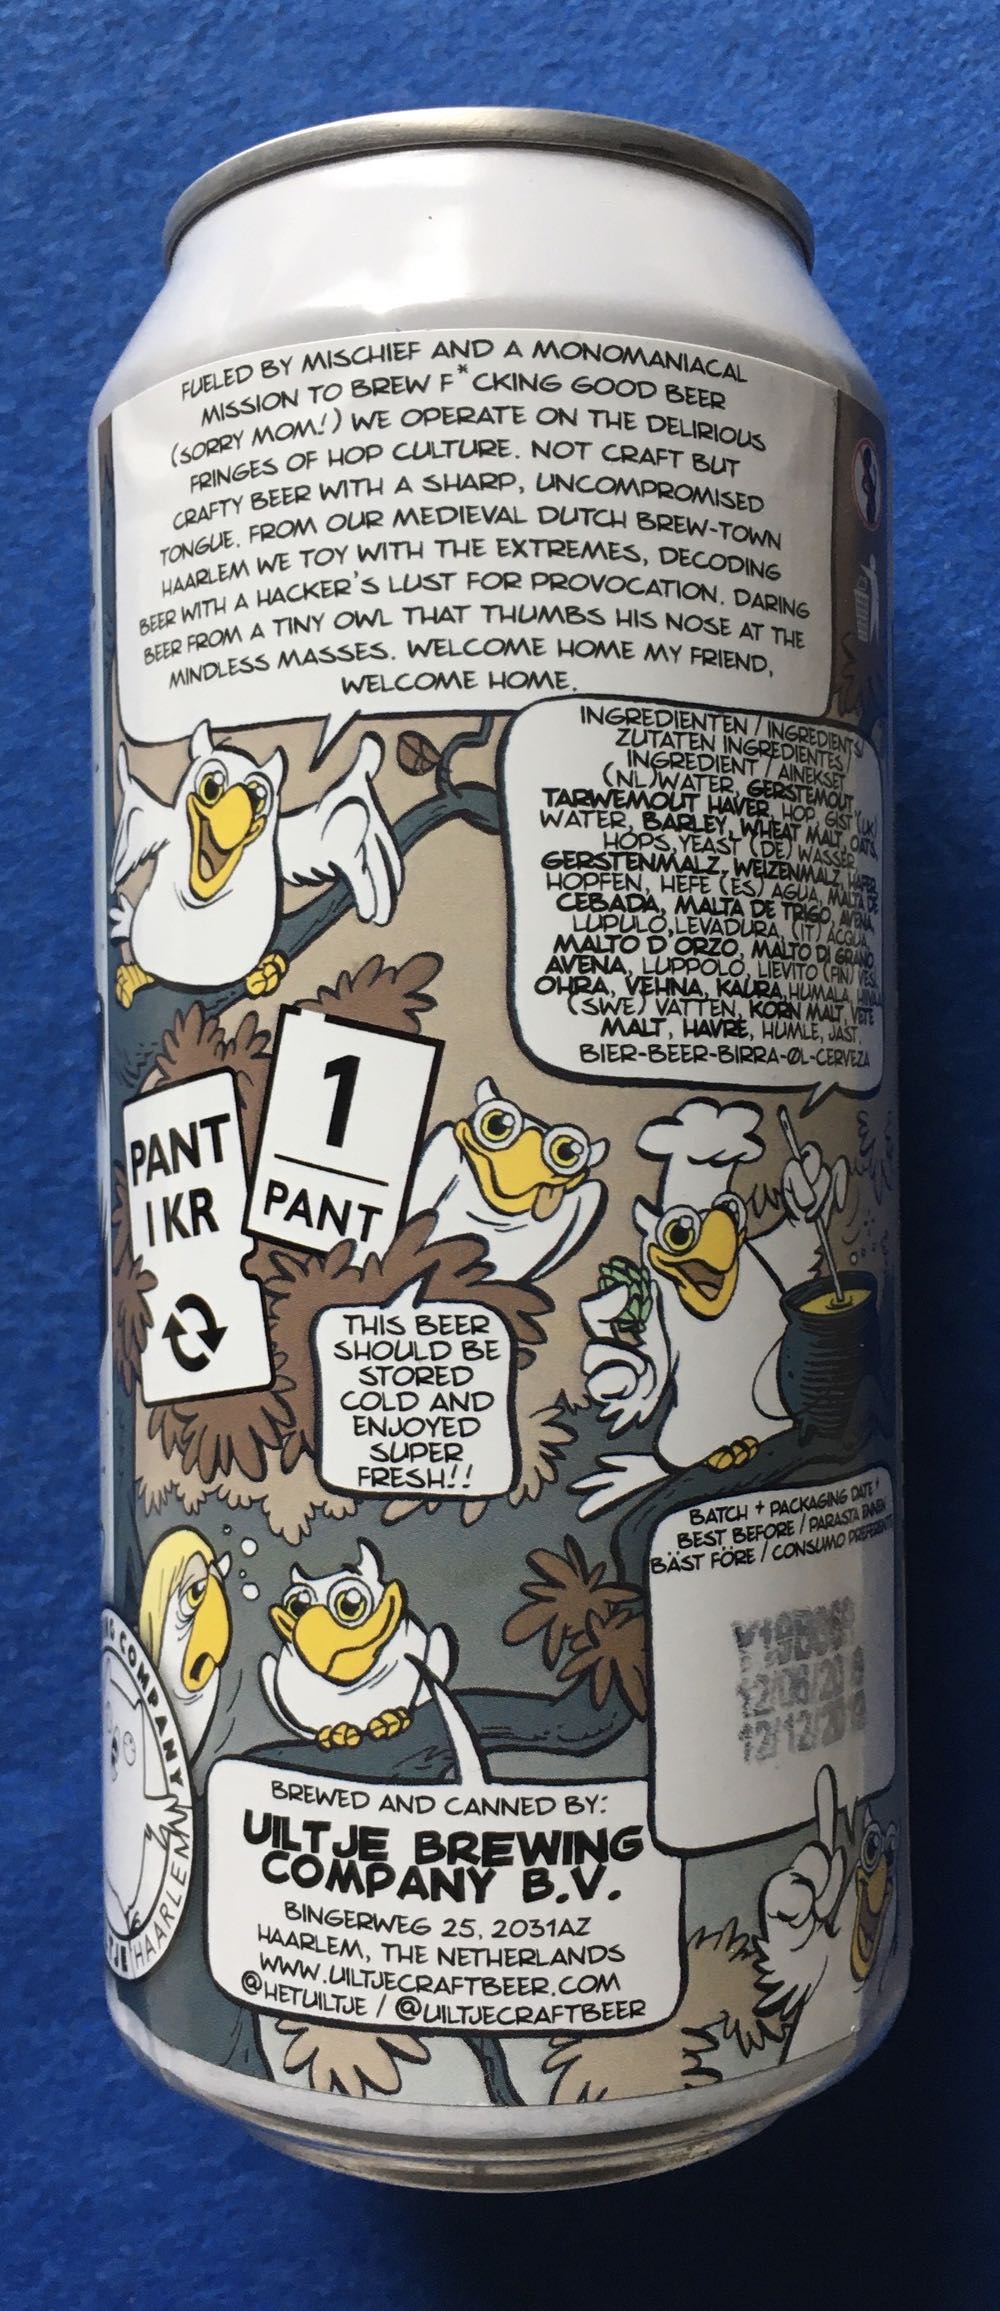 FUELED BY MISCHIEF AND A MONOMANIACAL
MISSION TO BREW F*CKING GOOD BEER
(SORRY MOM!) WE OPERATE ON THE DELIRIOUS
FRINGES OF HOP CULTURE. NOT CRAFT BUT
CRAFTY BEER WITH A SHARP, UNCOMPROMISED
TONGUE. FROM OUR MEDIEVAL DUTCH BREW-TOWN
HAARLEM WE TOY WITH THE EXTREMES, DECODING
BEER WITH A HACKER'S LUST FOR PROVOCATION. DARING
BEER FROM A TINY OWL THAT THUMBS HIS NOSE AT THE
MINDLESS MASSES. WELCOME HOME MY FRIEND,
WELCOME HOME.
INGREDIENTEN / INGREDIENTS/
ZUTATEN INGREDIENTES/
INGREDIENT / AINEKSET
(NL)WATER, GERSTEMOUT,
TARWEMOUT HAVER, HOP, GIST (UK)
WATER, BARLEY, WHEAT MALT, OATS,
HOPS, YEAST (DE) WASSER,
GERSTENMALZ, WEIZENMALZ, HAFER,
HOPFEN, HEFE (ES) AGUA, MALTA DE
CEBADA, MALTA DE TRIGO, AVENA,
LUPULO, LEVADURA, (IT) ACQUA,
MALTO D ORZO, MALTO DI GRANO
AVENA, LUPPOLO, LIEVITO (FIN) VESI,
OHRA, VEHNA, KAURA, HUMALA, HIIVA
(SWE) VATTEN, KORN MALT, VETE
MALT, HAVRE, HUMLE, JAST.
BIER-BEER-BIRRA-ØL-CERVEZA
PANT
1 KR
1
PANT
THIS BEER
SHOULD BE
STORED
COLD AND
ENJOYED
SUPER
FRESH!!
BATCH + PACKAGING DATE +
BEST BEFORE / PARASTA ENNEN
BÄST FÖRE / CONSUMO PREFERENTE
COMPANY
HAARLEM
BREWED AND CANNED BY:
UILTJE BREWING
COMPANY B.V.
BINGERWEG 25, 2031AZ
HAARLEM, THE NETHERLANDS
WWW.UILTJECRAFTBEER.COM
@HETUILTJE / @UILTJECRAFTBEER